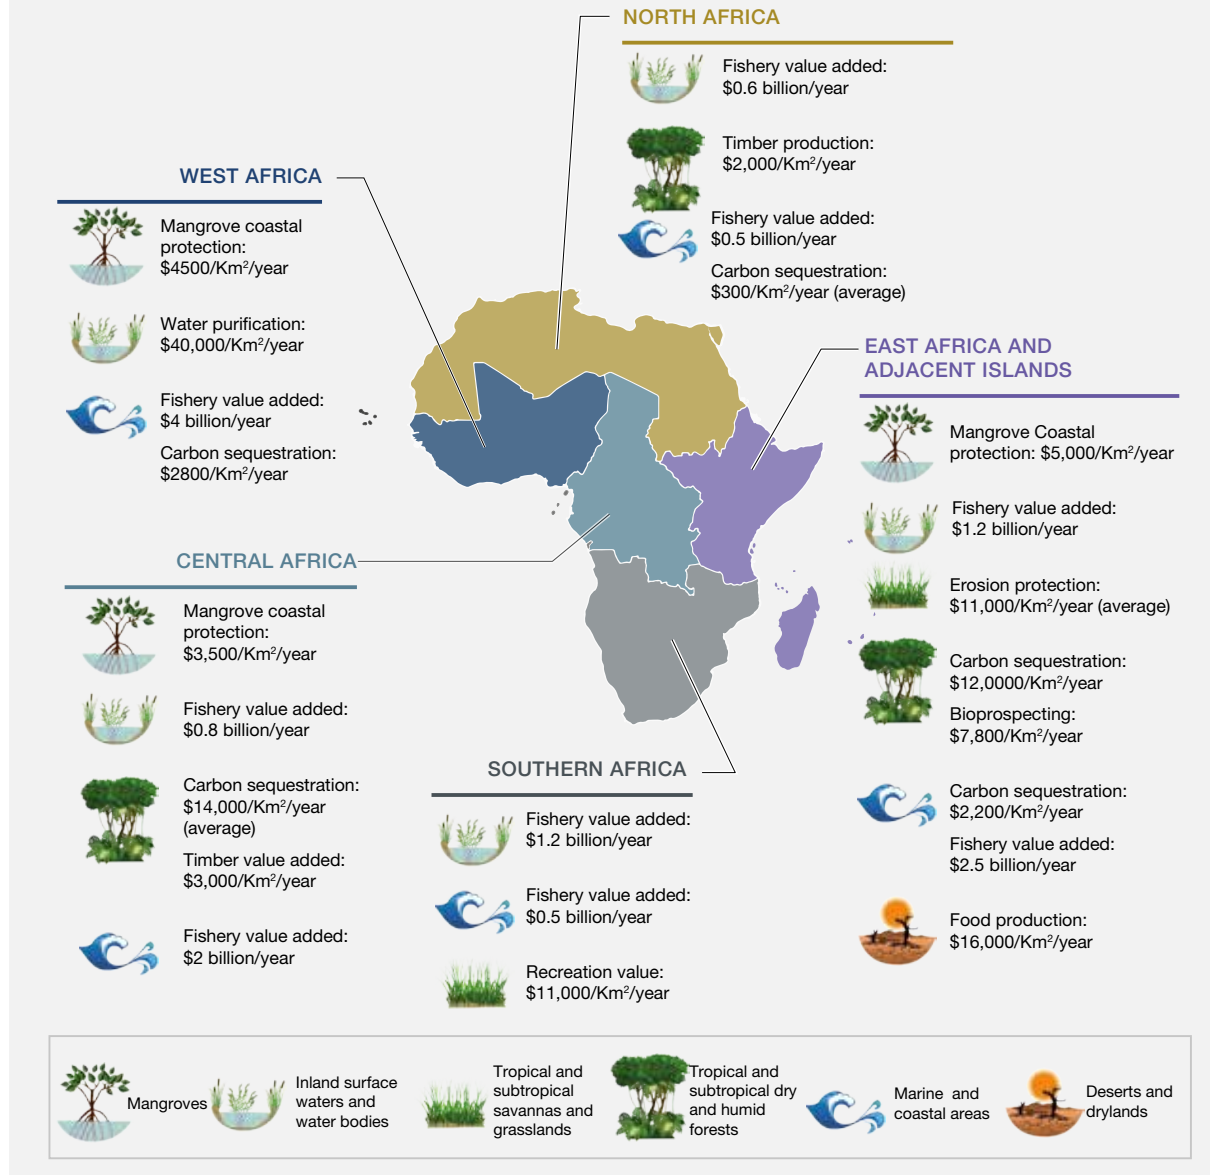 NORTH AFRICA
Fishery value added:
$0.6 billion/year
Timber production:
$2,000/Km²/year
Fishery value added:
$0.5 billion/year
Carbon sequestration:
$300/Km²/year (average)
WEST AFRICA
Mangrove coastal
protection:
$4500/Km²/year
Water purification:
$40,000/Km²/year
Fishery value added:
$4 billion/year
Carbon sequestration:
$2800/Km²/year
EAST AFRICA AND
ADJACENT ISLANDS
Mangrove Coastal
protection: $5,000/Km²/year
Fishery value added:
$1.2 billion/year
Erosion protection:
$11,000/Km²/year (average)
Carbon sequestration:
$12,0000/Km²/year
Bioprospecting:
$7,800/Km²/year
Carbon sequestration:
$2,200/Km²/year
Fishery value added:
$2.5 billion/year
Food production:
$16,000/Km²/year
CENTRAL AFRICA
Mangrove coastal
protection:
$3,500/Km²/year
Fishery value added:
$0.8 billion/year
Carbon sequestration:
$14,000/Km²/year
(average)
Timber value added:
$3,000/Km²/year
Fishery value added:
$2 billion/year
SOUTHERN AFRICA
Fishery value added:
$1.2 billion/year
Fishery value added:
$0.5 billion/year
Recreation value:
$11,000/Km²/year
Mangroves
Inland surface
waters and
water bodies
Tropical and
subtropical
savannas and
grasslands
Tropical and
subtropical dry
and humid
forests
Marine and
coastal areas
Deserts and
drylands